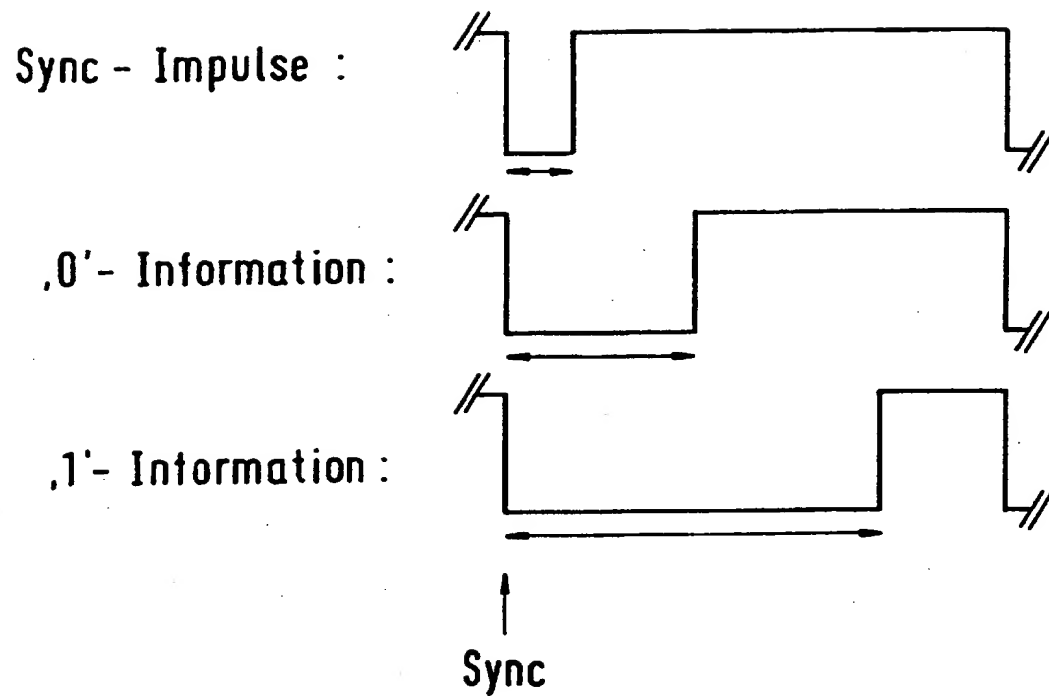 Sync - Impulse :
,0'- Information :
,1'- Information :
Sync